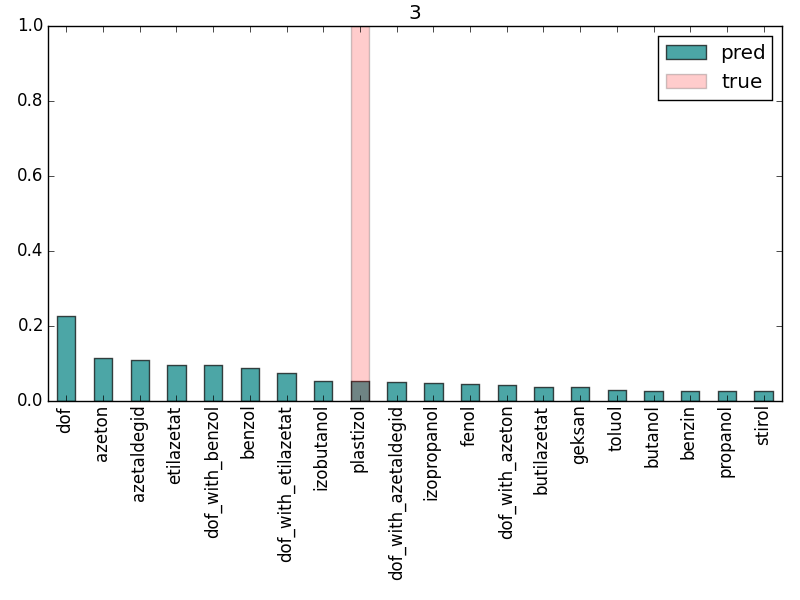 3
1.0
0.8
0.6
0.4
0.2
0.0
pred
true
dof
azeton
azetaldegid
etilazetat
dof_with_benzol
benzol
dof_with_etilazetat
izobutanol
plastizol
dof_with_azetaldegid
izopropanol
fenol
dof_with_azeton
butilazetat
geksan
toluol
butanol
benzin
propanol
stirol